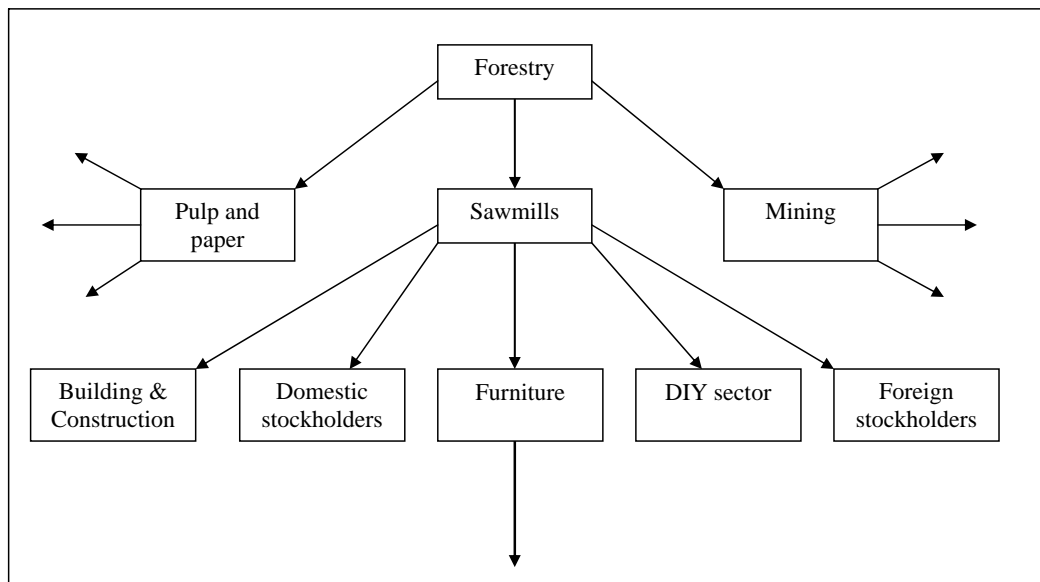 Forestry
Pulp and
paper
Sawmills
Mining
Building &
Construction
Domestic
stockholders
Furniture
DIY sector
Foreign
stockholders